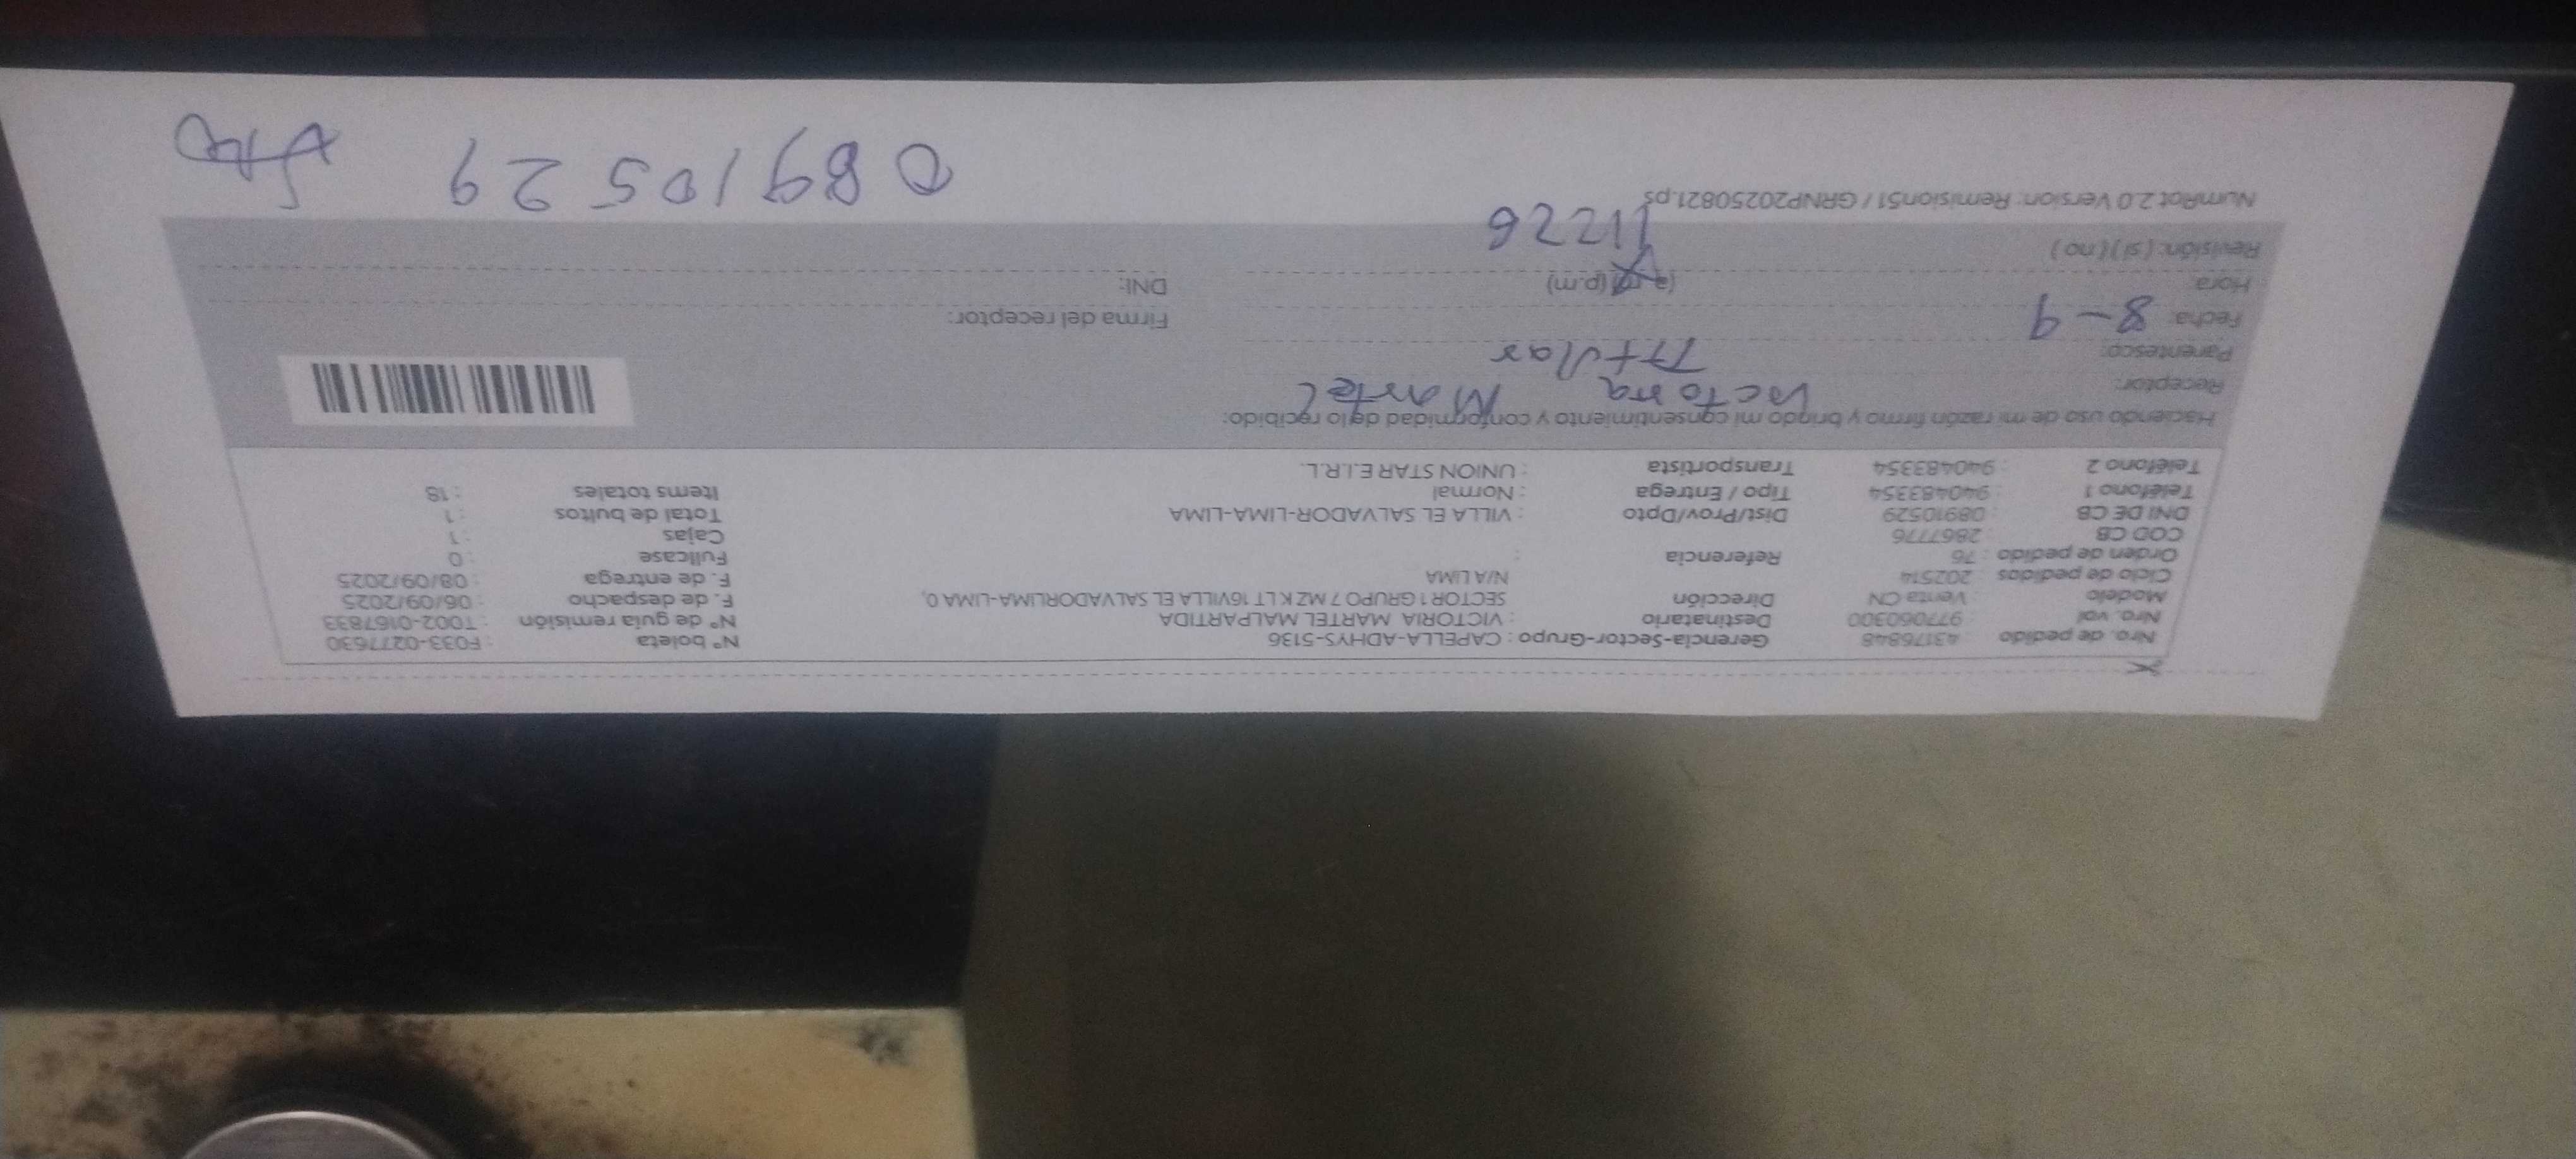 Nro. de pedido 43176848 Gerencia-Sector-Grupo : CAPELLA-ADHYS-5136 N° boleta : F033-0277630
Nro. val : 977060300 Destinatario : VICTORIA MARTEL MALPARTIDA N° de guía remisión : T002-0167833
Modelo : Venta CN Dirección SECTOR 1 GRUPO 7 MZ K LT 16VILLA EL SALVADORLIMA-LIMA 0, F. de despacho : 06/09/2025
Ciclo de pedidos : 202514 N/A LIMA F. de entrega : 08/09/2025
Orden de pedido : 76 Referencia : Fullcase : 0
COD CB : 2867776 Cajas : 1
DNI DE CB : 08910529 Dist/Prov/Dpto : VILLA EL SALVADOR-LIMA-LIMA Total de bultos : 1
Teléfono 1 : 940483354 Tipo / Entrega : Normal Items totales : 18
Teléfono 2 : 940483354 Transportista : UNION STAR E.I.R.L.
Haciendo uso de mi razón firmo y brindo mi consentimiento y conformidad de lo recibido:
Receptor: Victoria Martel
Parentesco: Titular
Fecha: 8-9 Firma del receptor:
Hora: (a.m) (p.m) DNI:
Revisión: ( si ) ( no ) 11226
NumRot 2.0 Version: Remision51 / GRNP20250821.ps 08910529